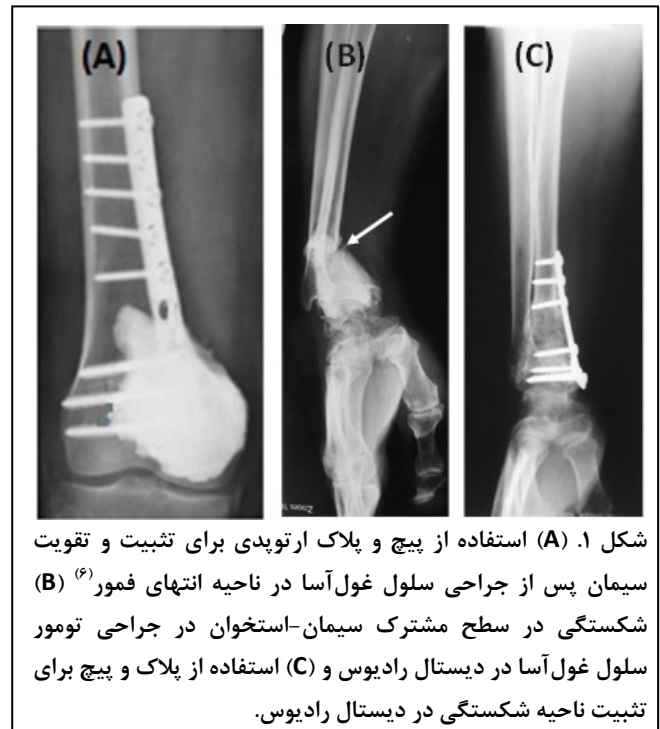 (A)
(B)
(C)
شکل ۱. (A) استفاده از پیچ و پلاک ارتوپدی برای تثبیت و تقویت
سیمان پس از جراحی سلول غول‌آسا در ناحیه انتهای فمور(۶) (B)
شکستگی در سطح مشترک سیمان-استخوان در جراحی تومور
سلول غول‌آسا در دیستال رادیوس و (C) استفاده از پلاک و پیچ برای
تثبیت ناحیه شکستگی در دیستال رادیوس.